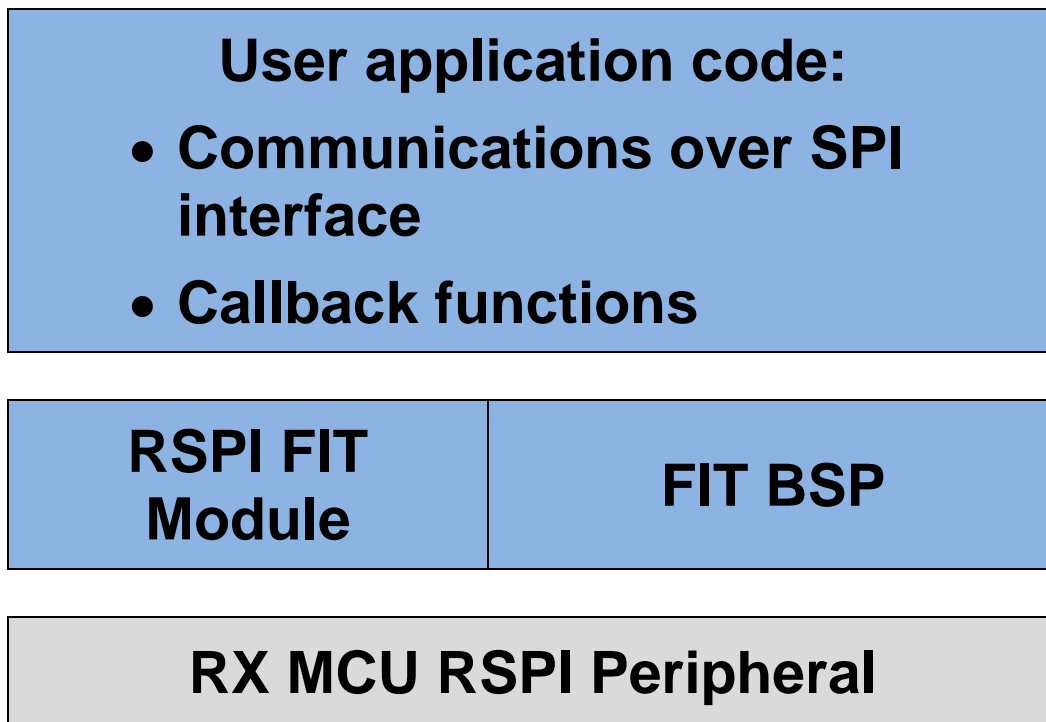 User application code:
• Communications over SPI
interface
• Callback functions
RSPI FIT
Module
FIT BSP
RX MCU RSPI Peripheral